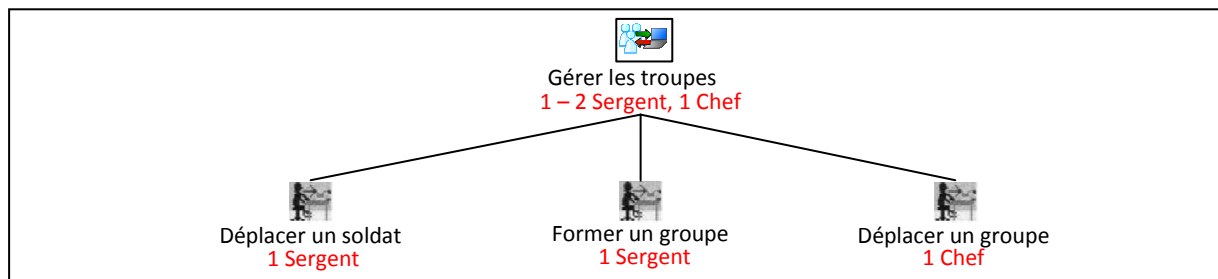 Gérer les troupes
1 – 2 Sergent, 1 Chef
Déplacer un soldat
1 Sergent
Former un groupe
1 Sergent
Déplacer un groupe
1 Chef